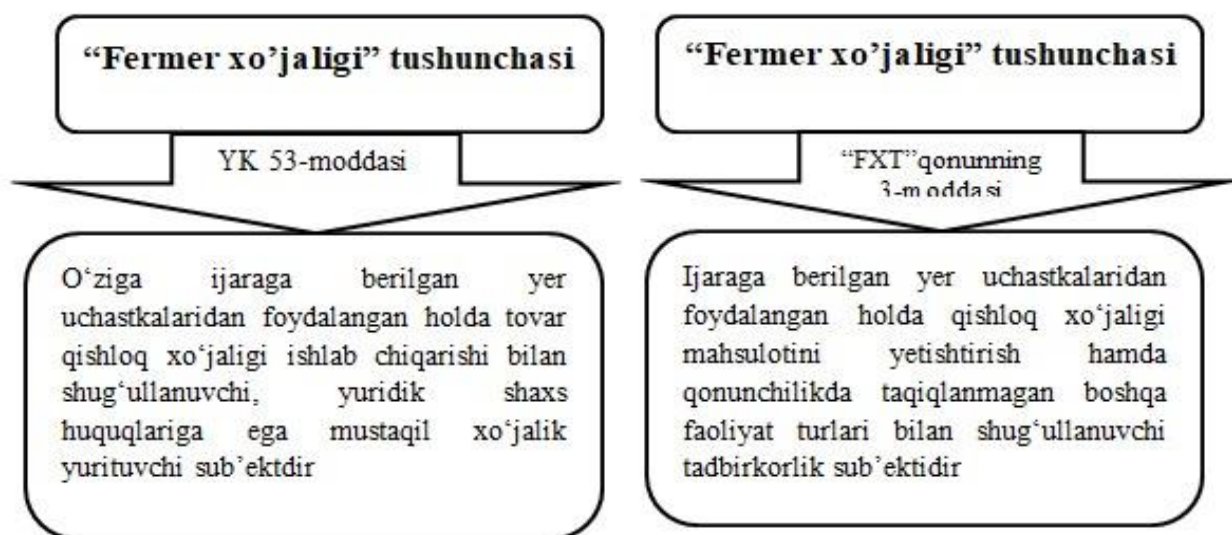 “Fermer xo’jaligi” tushunchasi
YK 53-moddasi
O‘ziga ijaraga berilgan yer
uchastkalaridan foydalangan holda tovar
qishloq xo‘jaligi ishlab chiqarishi bilan
shug‘ullanuvchi, yuridik shaxs
huquqlariga ega mustaqil xo‘jalik
yurituvchi sub’ektdir
“Fermer xo’jaligi” tushunchasi
“FXT”qonunning
3-moddasi
Ijaraga berilgan yer uchastkalaridan
foydalangan holda qishloq xo‘jaligi
mahsulotini yetishtirish hamda
qonunchilikda taqiqlanmagan boshqa
faoliyat turlari bilan shug‘ullanuvchi
tadbirkorlik sub’ektidir